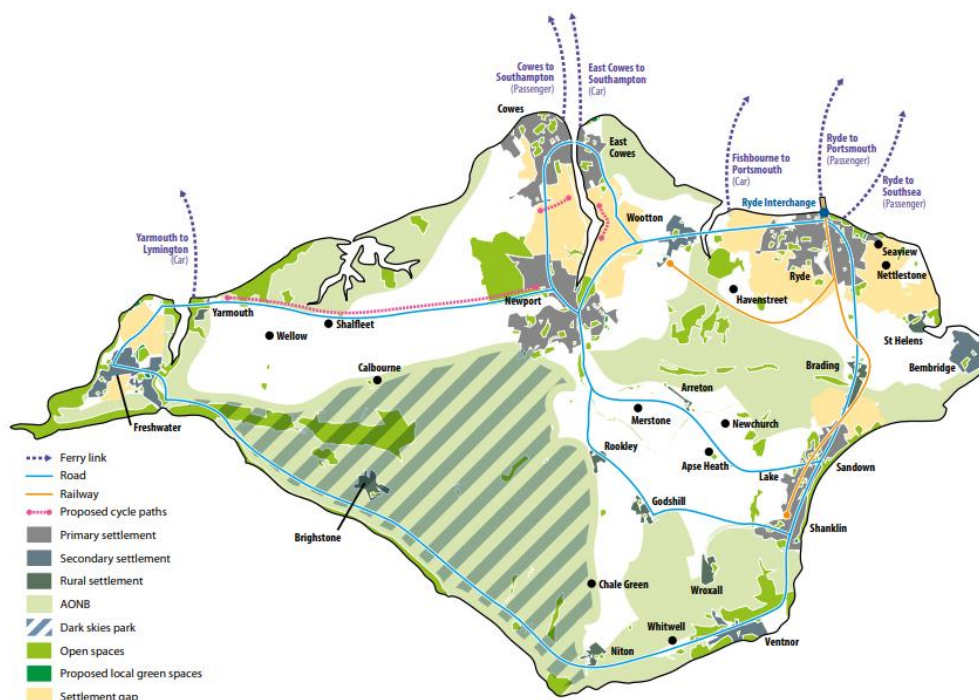 Cowes to
Southampton
(Passenger)
East Cowes to
Southampton
(Car)
Cowes
East
Cowes
Fishbourne to
Portsmouth
(Car)
Ryde to
Portsmouth
(Passenger)
Ryde to
Southsea
(Passenger)
Yarmouth to
Lymington
(Car)
Wootton
Ryde Interchange
Seaview
Nettlestone
Ryde
Havenstreet
Newport
Yarmouth
Shalfleet
Wellow
St Helens
Bembridge
Brading
Calbourne
Arreton
Merstone
Newchurch
Freshwater
Rookley
Apse Heath
Lake
Sandown
Godshill
Shanklin
Brighstone
Chale Green
Wroxall
Whitwell
Niton
Ventnor
Ferry link
Road
Railway
Proposed cycle paths
Primary settlement
Secondary settlement
Rural settlement
AONB
Dark skies park
Open spaces
Proposed local green spaces
Settlement gap